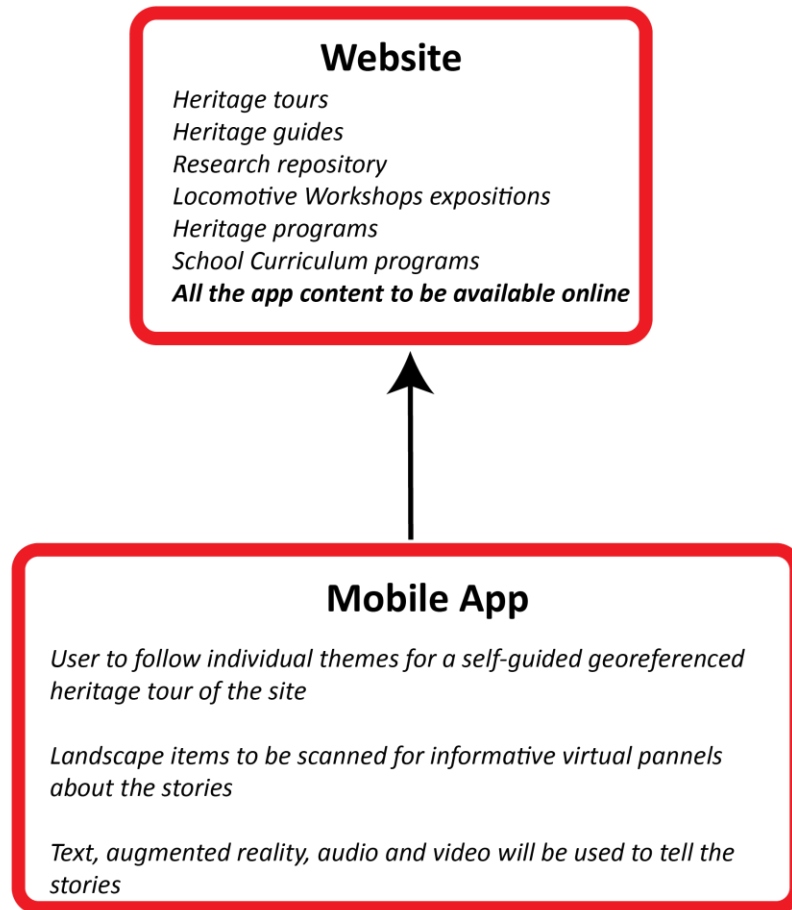 Website
Heritage tours
Heritage guides
Research repository
Locomotive Workshops expositions
Heritage programs
School Curriculum programs
All the app content to be available online
Mobile App
User to follow individual themes for a self-guided georeferenced
heritage tour of the site
Landscape items to be scanned for informative virtual pannels
about the stories
Text, augmented reality, audio and video will be used to tell the
stories